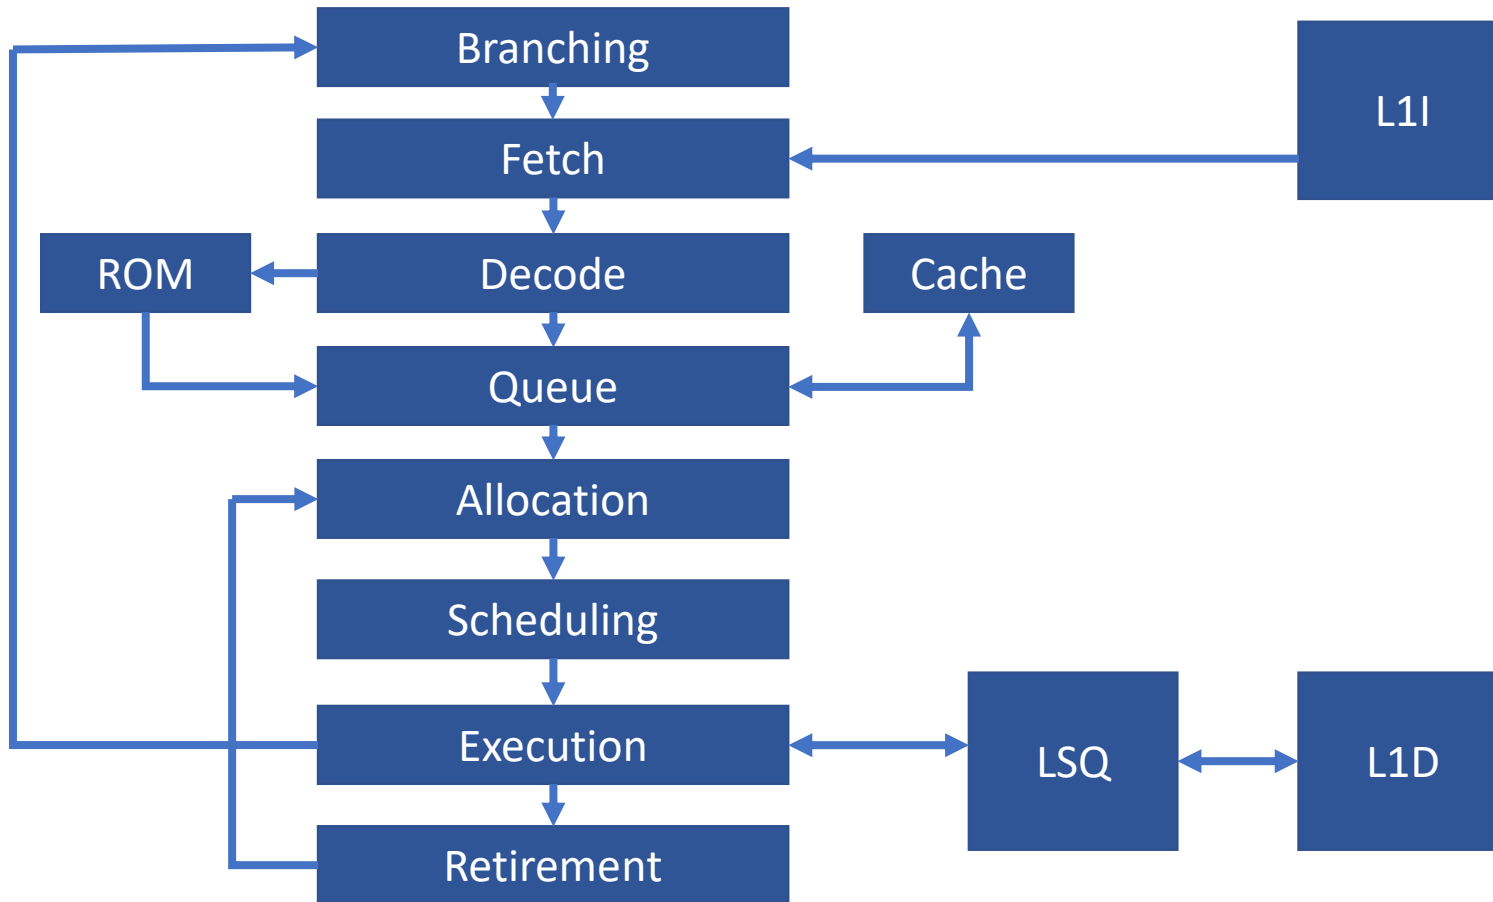 Branching
L1I
Fetch
ROM
Decode
Cache
Queue
Allocation
Scheduling
Execution
LSQ
L1D
Retirement